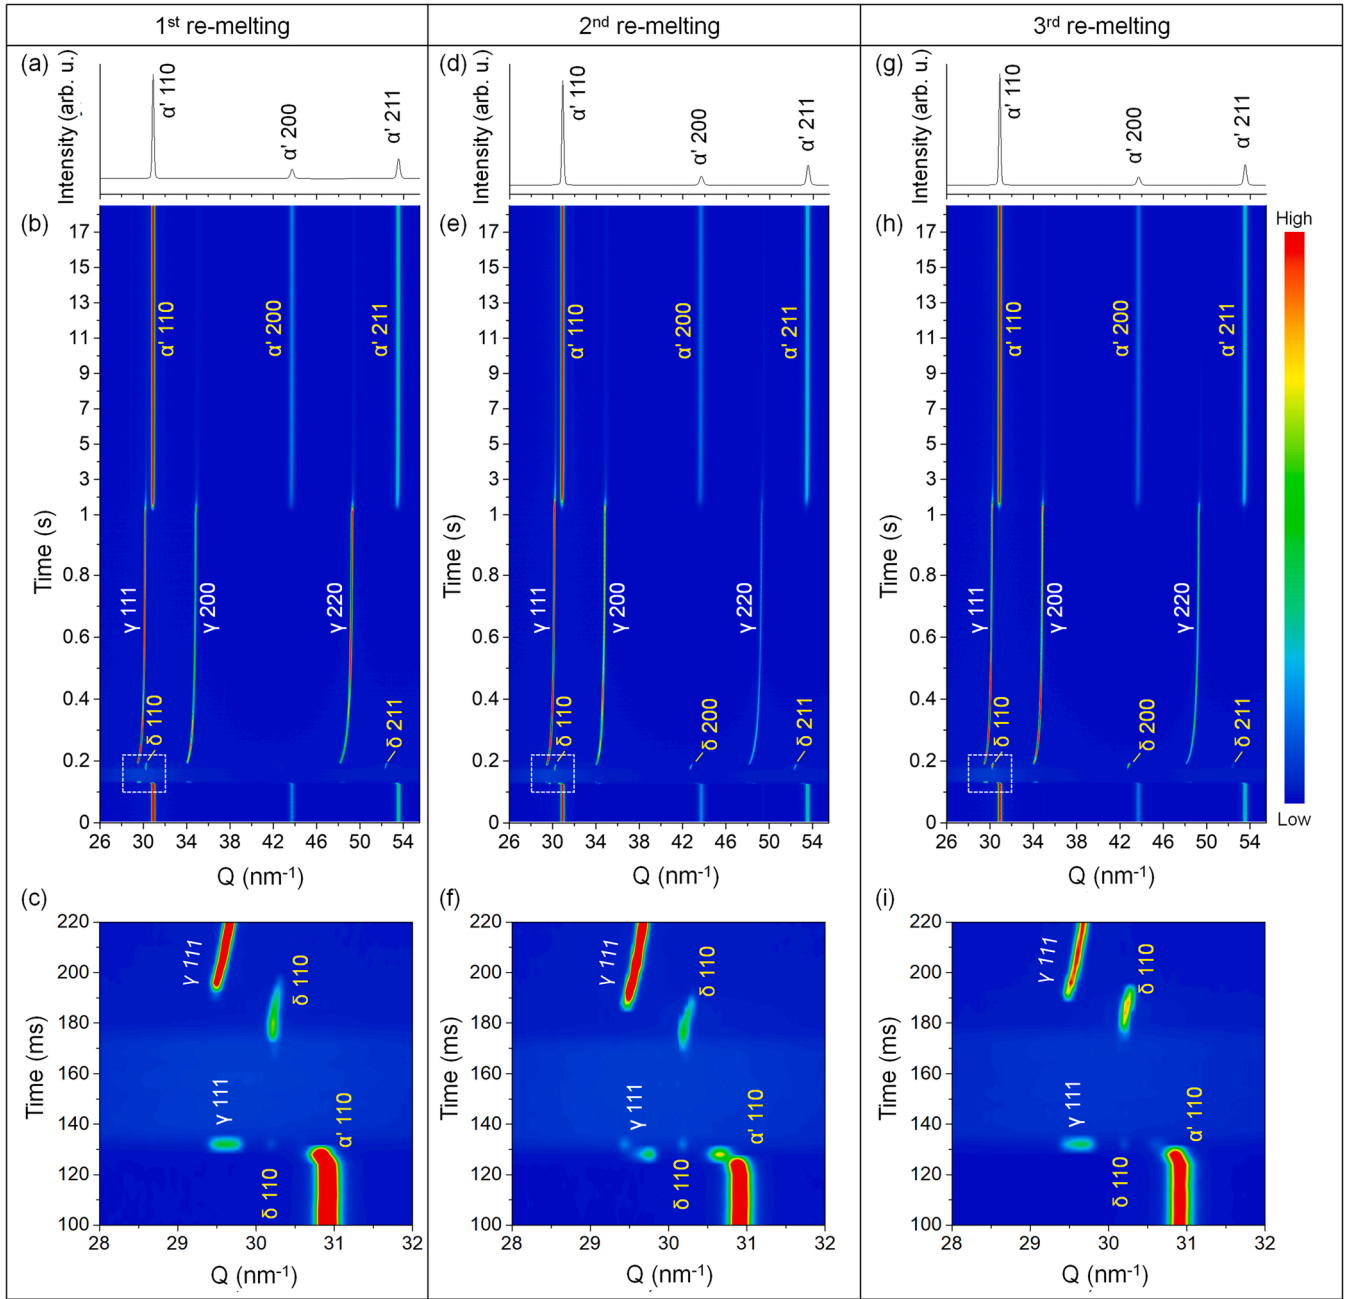 1st re-melting
2nd re-melting
3rd re-melting
(a)
Intensity (arb. u.)
α' 110
α' 200
α' 211
(d)
Intensity (arb. u.)
α' 110
α' 200
α' 211
(g)
Intensity (arb. u.)
α' 110
α' 200
α' 211
(b)
Time (s)
17
15
13
11
9
7
5
3
1
0.8
0.6
0.4
0.2
0
α' 110
α' 200
α' 211
γ 111
γ 200
γ 220
δ 110
δ 211
26 30 34 38 42 46 50 54
Q (nm-1)
(e)
Time (s)
17
15
13
11
9
7
5
3
1
0.8
0.6
0.4
0.2
0
α' 110
α' 200
α' 211
γ 111
γ 200
γ 220
δ 110
δ 200
δ 211
26 30 34 38 42 46 50 54
Q (nm-1)
(h)
Time (s)
17
15
13
11
9
7
5
3
1
0.8
0.6
0.4
0.2
0
α' 110
α' 200
α' 211
γ 111
γ 200
γ 220
δ 110
δ 200
δ 211
26 30 34 38 42 46 50 54
Q (nm-1)
High
Low
(c)
Time (ms)
220
200
180
160
140
120
100
γ 111
δ 110
γ 111
α' 110
δ 110
28 29 30 31 32
Q (nm-1)
(f)
Time (ms)
220
200
180
160
140
120
100
γ 111
δ 110
γ 111
α' 110
δ 110
28 29 30 31 32
Q (nm-1)
(i)
Time (ms)
220
200
180
160
140
120
100
γ 111
δ 110
γ 111
α' 110
δ 110
28 29 30 31 32
Q (nm-1)